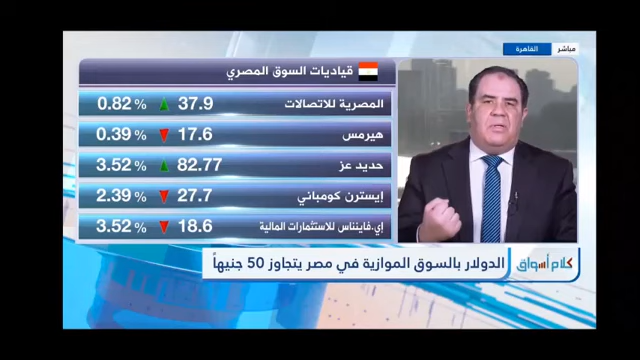 مباشر القاهرة
قياديات السوق المصري
المصرية للاتصالات 37.9 ▲ 0.82 %
هيرمس 17.6 ▼ 0.39 %
حديد عز 82.77 ▲ 3.52 %
إيسترن كومباني 27.7 ▼ 2.39 %
إي.فاينناس للاستثمارات المالية 18.6 ▼ 3.52 %
كلام أسواق
الدولار بالسوق الموازية في مصر يتجاوز 50 جنيهاً